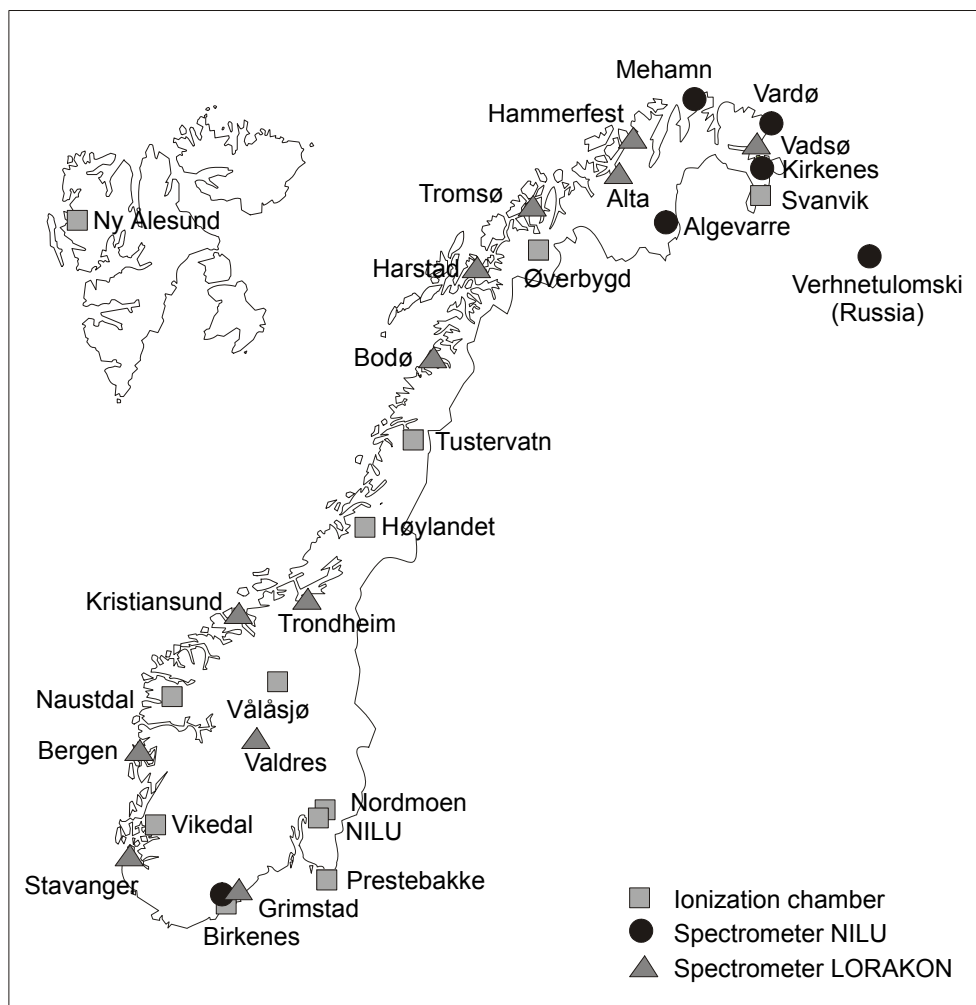 Mehamn
Vardø
Hammerfest
Vadsø
Kirkenes
Tromsø
Alta
Svanvik
Ny Ålesund
Algevarre
Harstad
Øverbygd
Verhnetulomski
(Russia)
Bodø
Tustervatn
Høylandet
Kristiansund
Trondheim
Naustdal
Vålåsjø
Bergen
Valdres
Nordmoen
Vikedal
NILU
Stavanger
Prestebakke
Grimstad
Birkenes
Ionization chamber
Spectrometer NILU
Spectrometer LORAKON